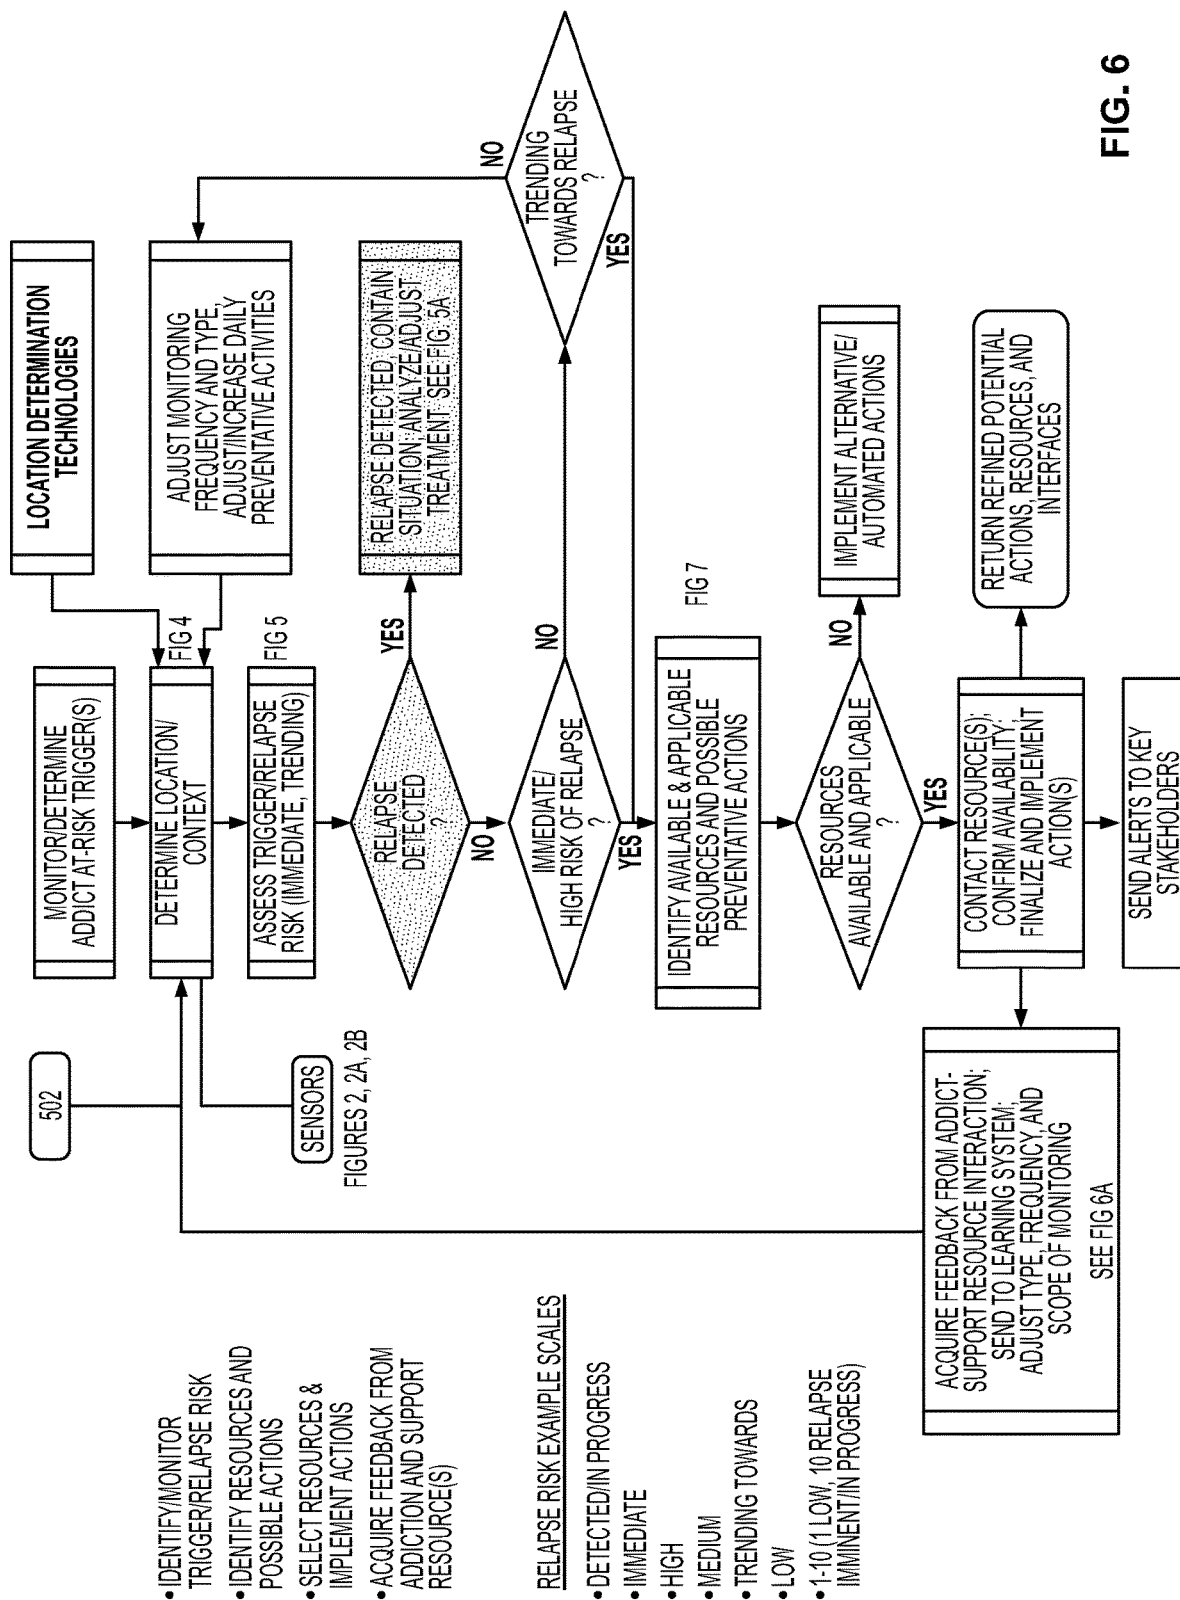 • IDENTIFY/MONITOR
TRIGGER/RELAPSE RISK
• IDENTIFY RESOURCES AND
POSSIBLE ACTIONS
• SELECT RESOURCES &
IMPLEMENT ACTIONS
• ACQUIRE FEEDBACK FROM
ADDICTION AND SUPPORT
RESOURCE(S)
RELAPSE RISK EXAMPLE SCALES
• DETECTED/IN PROGRESS
• IMMEDIATE
• HIGH
• MEDIUM
• TRENDING TOWARDS
• LOW
• 1-10 (1 LOW, 10 RELAPSE
IMMINENT/IN PROGRESS)
502
SENSORS
FIGURES 2, 2A, 2B
MONITOR/DETERMINE
ADDICT AT-RISK TRIGGER(S)
LOCATION DETERMINATION
TECHNOLOGIES
DETERMINE LOCATION/
CONTEXT
FIG 4
ADJUST MONITORING
FREQUENCY AND TYPE,
ADJUST/INCREASE DAILY
PREVENTATIVE ACTIVITIES
ASSESS TRIGGER/RELAPSE
RISK (IMMEDIATE, TRENDING)
FIG 5
RELAPSE
DETECTED
?
YES
NO
RELAPSE DETECTED; CONTAIN
SITUATION; ANALYZE/ADJUST
TREATMENT SEE FIG. 5A
IMMEDIATE/
HIGH RISK OF RELAPSE
?
NO
YES
TRENDING
TOWARDS RELAPSE
?
NO
YES
IDENTIFY AVAILABLE & APPLICABLE
RESOURCES AND POSSIBLE
PREVENTATIVE ACTIONS
FIG 7
RESOURCES
AVAILABLE AND APPLICABLE
?
NO
YES
IMPLEMENT ALTERNATIVE/
AUTOMATED ACTIONS
CONTACT RESOURCE(S);
CONFIRM AVAILABILITY;
FINALIZE AND IMPLEMENT
ACTION(S)
RETURN REFINED POTENTIAL
ACTIONS, RESOURCES, AND
INTERFACES
ACQUIRE FEEDBACK FROM ADDICT-
SUPPORT RESOURCE INTERACTION;
SEND TO LEARNING SYSTEM;
ADJUST TYPE, FREQUENCY, AND
SCOPE OF MONITORING
SEE FIG 6A
SEND ALERTS TO KEY
STAKEHOLDERS
FIG. 6